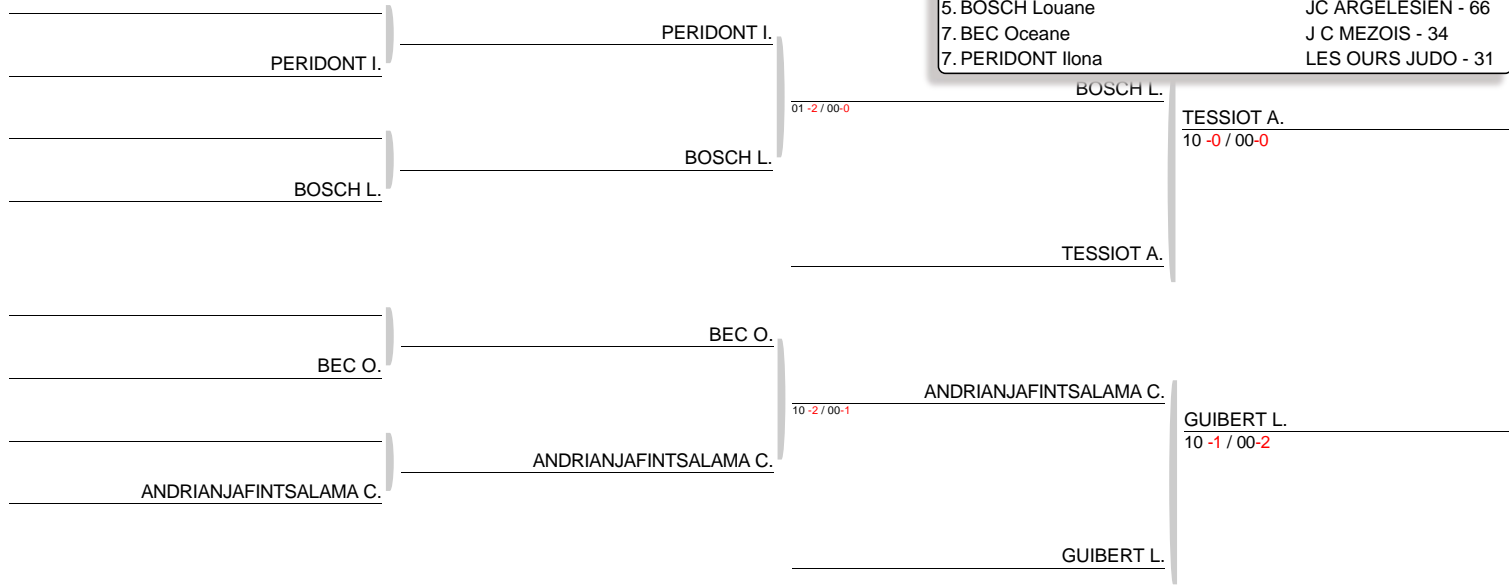 5. BOSCH Louane JC ARGELESIEN - 66
7. BEC Oceane J C MEZOIS - 34
7. PERIDONT Ilona LES OURS JUDO - 31
PERIDONT I.
PERIDONT I.
BOSCH L.
01 -2 / 00-0
TESSIOT A.
10 -0 / 00-0
BOSCH L.
BOSCH L.
TESSIOT A.
BEC O.
BEC O.
ANDRIANJAFINTSALAMA C.
10 -2 / 00-1
GUIBERT L.
10 -1 / 00-2
ANDRIANJAFINTSALAMA C.
ANDRIANJAFINTSALAMA C.
GUIBERT L.